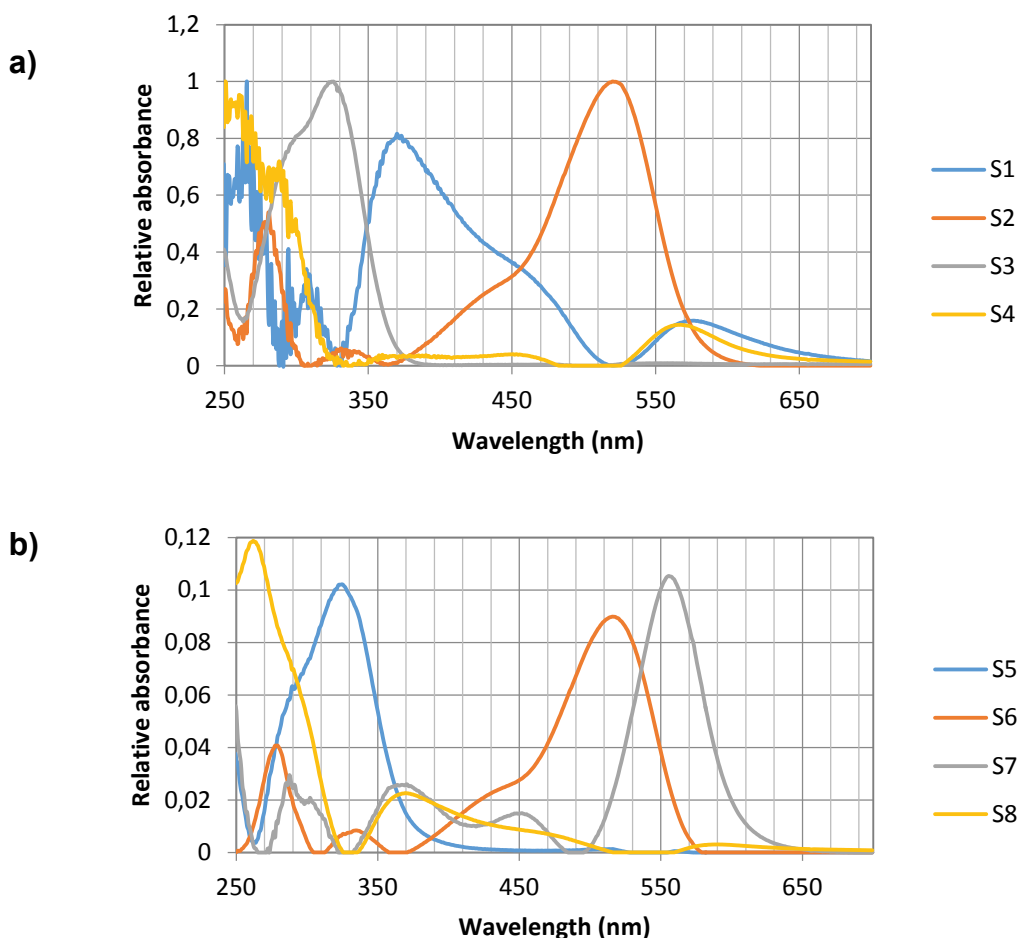 a)
1,2
1
0,8
0,6
0,4
0,2
0
Relative absorbance
250 350 450 550 650
Wavelength (nm)
S1
S2
S3
S4
b)
0,12
0,1
0,08
0,06
0,04
0,02
0
Relative absorbance
250 350 450 550 650
Wavelength (nm)
S5
S6
S7
S8